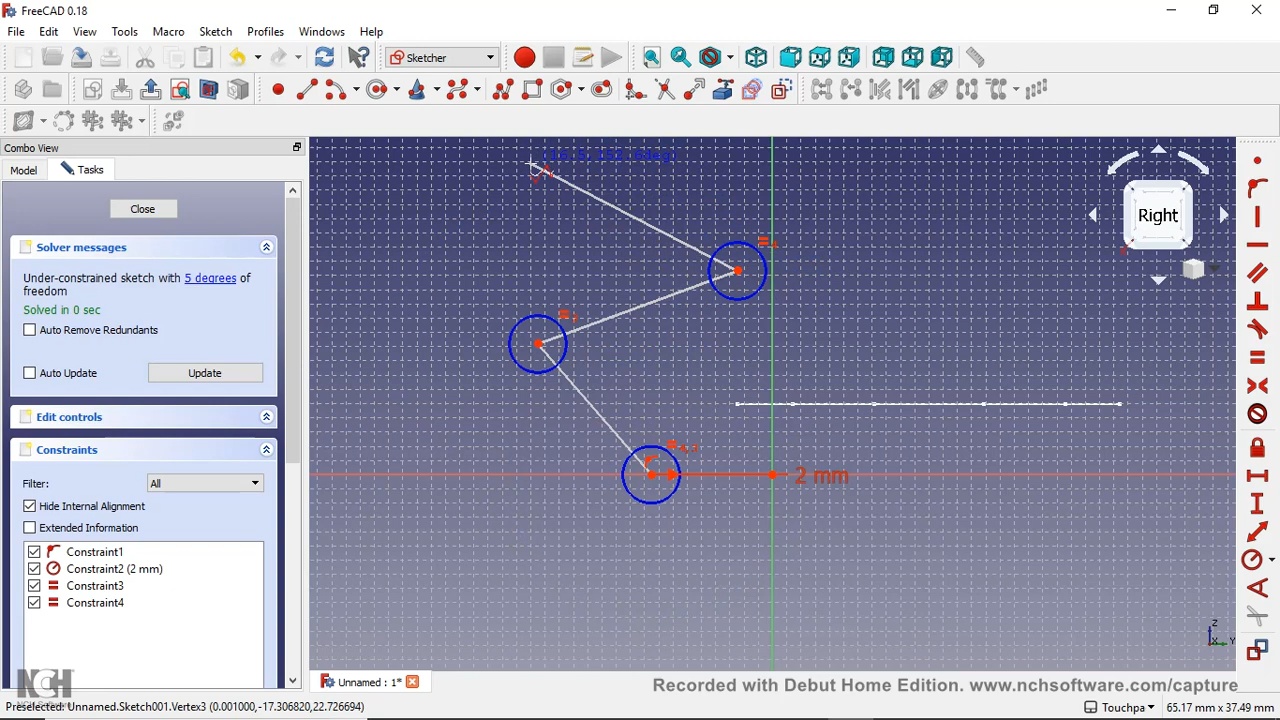 FreeCAD 0.18
File Edit View Tools Macro Sketch Profiles Windows Help
Sketcher
Combo View
Model Tasks
Close
Solver messages
Under-constrained sketch with 5 degrees of
freedom
Solved in 0 sec
Auto Remove Redundants
Auto Update Update
Edit controls
Constraints
Filter: All
Hide Internal Alignment
Extended Information
Constraint1
Constraint2 (2 mm)
Constraint3
Constraint4
2 mm
Right
Z
Y
Unnamed : 1*
NCH
Recorded with Debut Home Edition. www.nchsoftware.com/capture
Preselected: Unnamed.Sketch001.Vertex3 (0.001000, -17.306820,22.726694)
Touchpa
65.17 mm x 37.49 mm